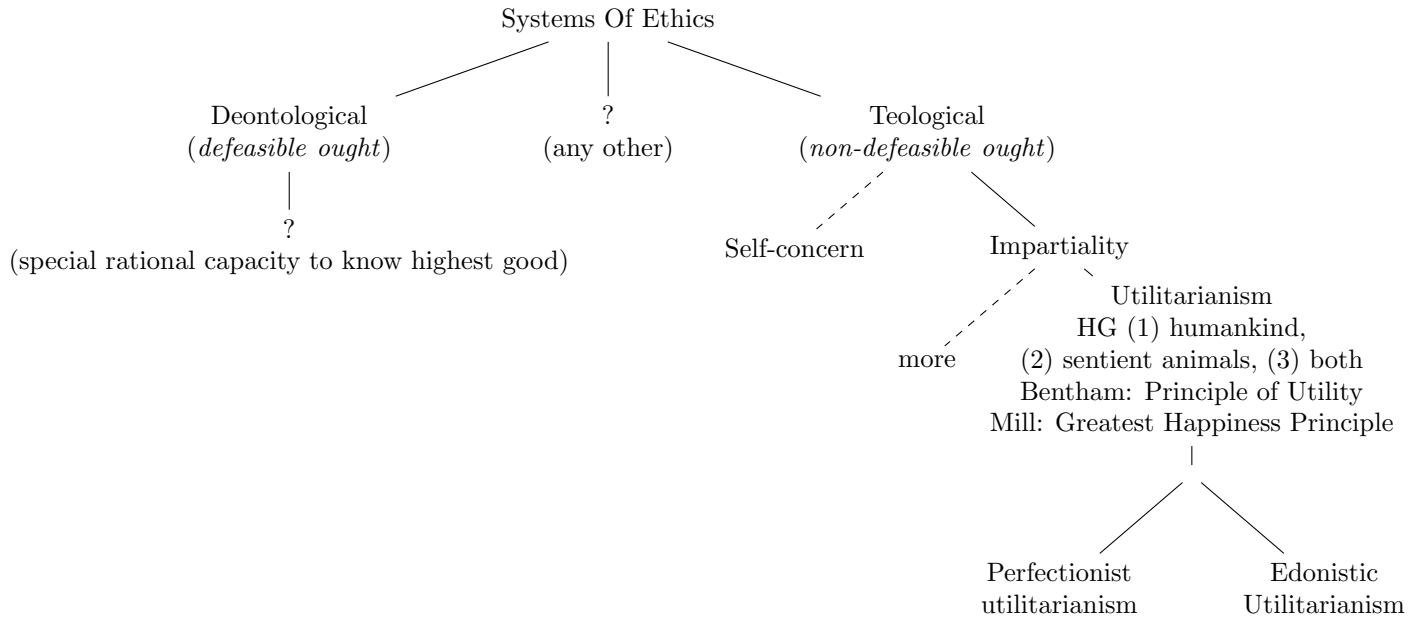 Systems Of Ethics
Deontological
(defeasible ought)
?
(any other)
Teological
(non-defeasible ought)
?
(special rational capacity to know highest good)
Self-concern
Impartiality
more
Utilitarianism
HG (1) humankind,
(2) sentient animals, (3) both
Bentham: Principle of Utility
Mill: Greatest Happiness Principle
Perfectionist
utilitarianism
Edonistic
Utilitarianism